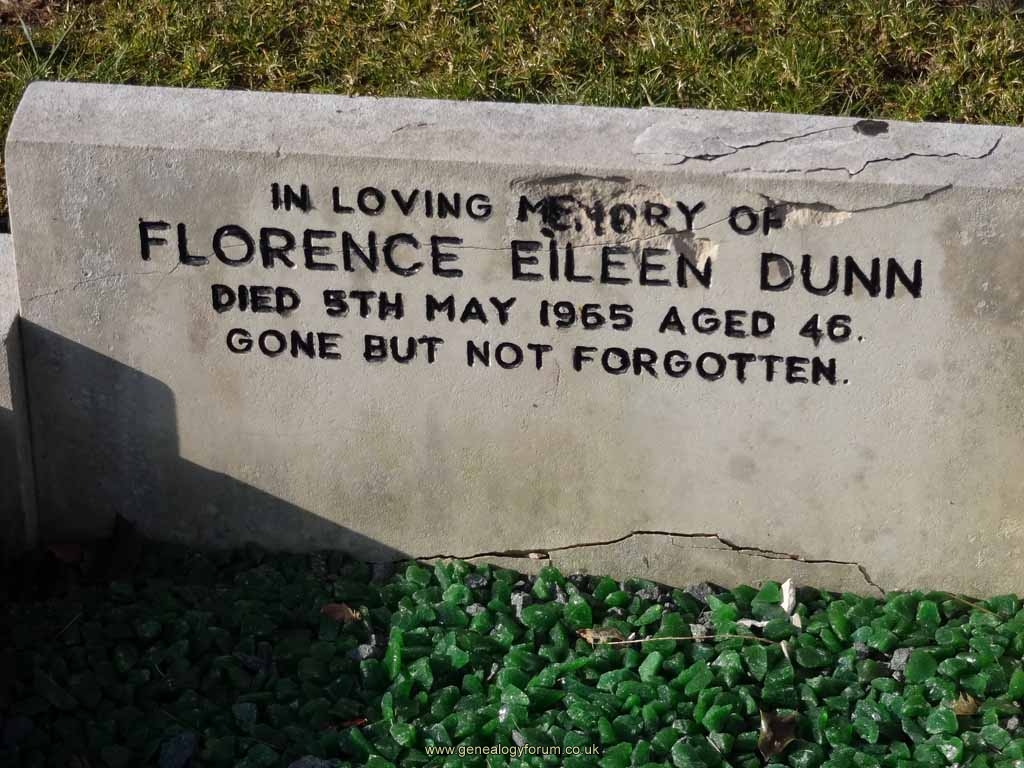 IN LOVING MEMORY OF
FLORENCE EILEEN DUNN
DIED 5TH MAY 1965 AGED 46.
GONE BUT NOT FORGOTTEN.
www.genealogyforum.co.uk